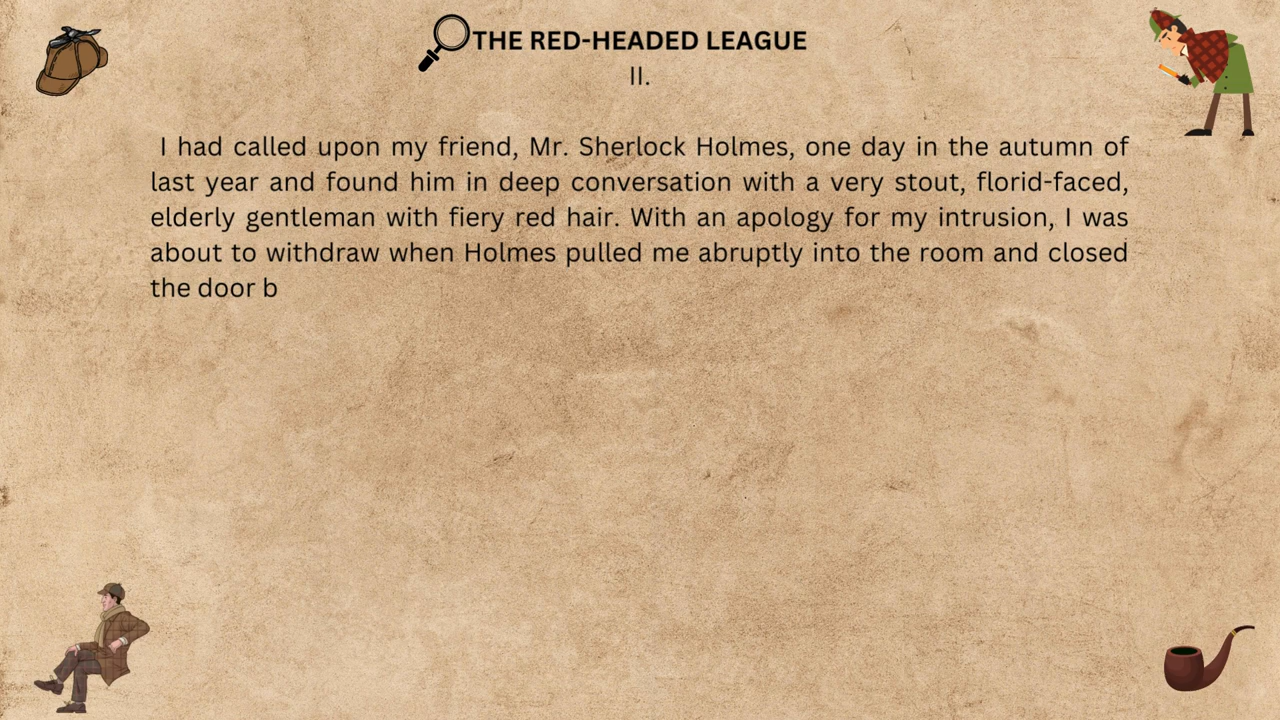 THE RED-HEADED LEAGUE
II.
I had called upon my friend, Mr. Sherlock Holmes, one day in the autumn of
last year and found him in deep conversation with a very stout, florid-faced,
elderly gentleman with fiery red hair. With an apology for my intrusion, I was
about to withdraw when Holmes pulled me abruptly into the room and closed
the door b